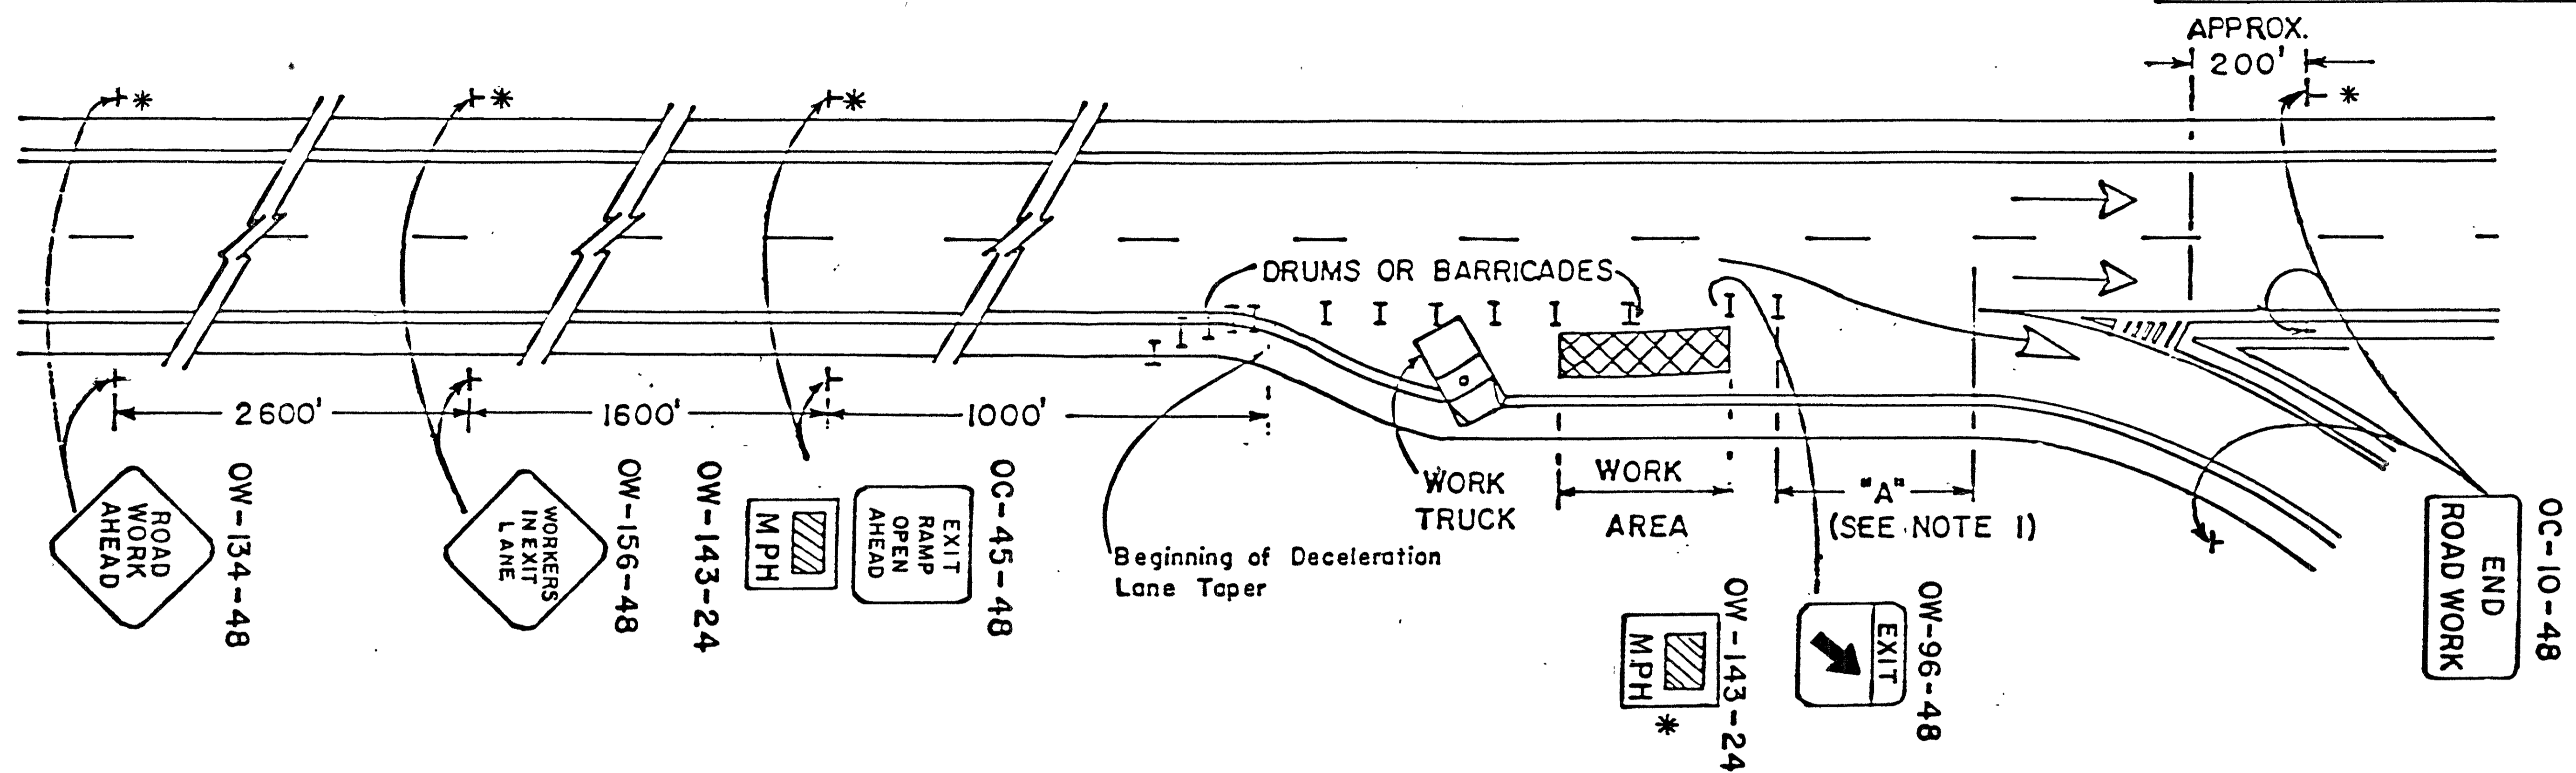 APPROX.
200'
*
*
*
*
DRUMS OR BARRICADES
2600'
1600'
1000'
WORK
TRUCK
WORK
AREA
"A"
(SEE NOTE 1)
Beginning of Deceleration
Lane Taper
ROAD
WORK
AHEAD
OW-134-48
WORKERS
IN EXIT
LANE
OW-156-48
OW-143-24
MPH
EXIT
RAMP
OPEN
AHEAD
OC-45-48
MPH
*
OW-143-24
EXIT
OW-96-48
END
ROAD WORK
OC-10-48